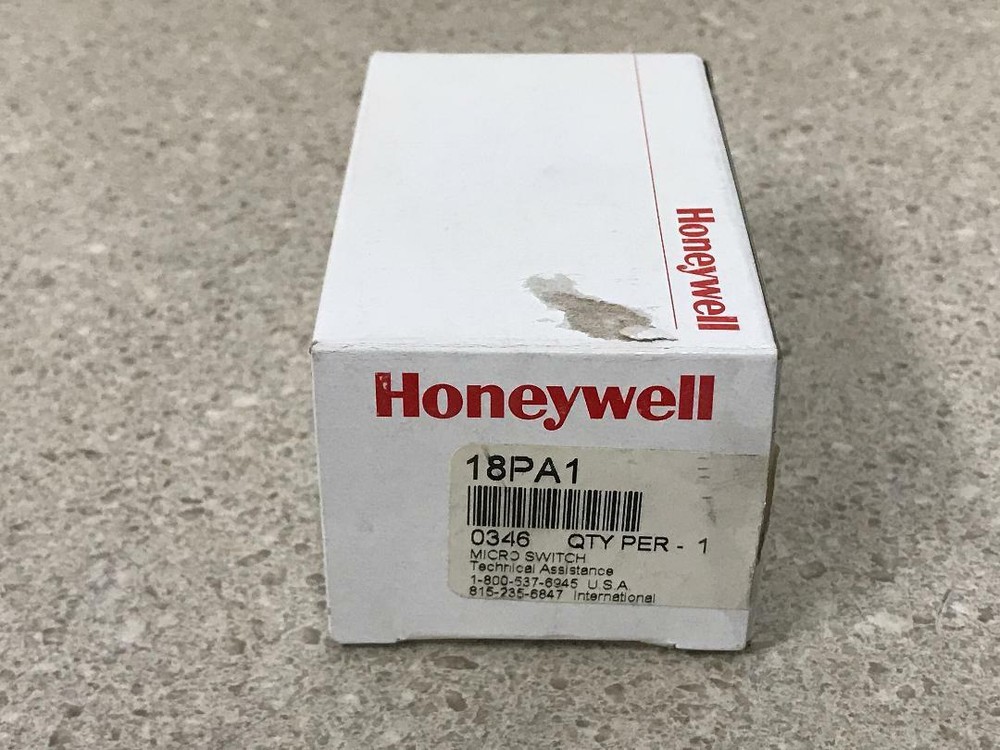 Honeywell
Honeywell
18PA1
0346 QTY PER - 1
MICRO SWITCH
Technical Assistance
1-800-537-6945 U.S.A.
815-235-6847 International